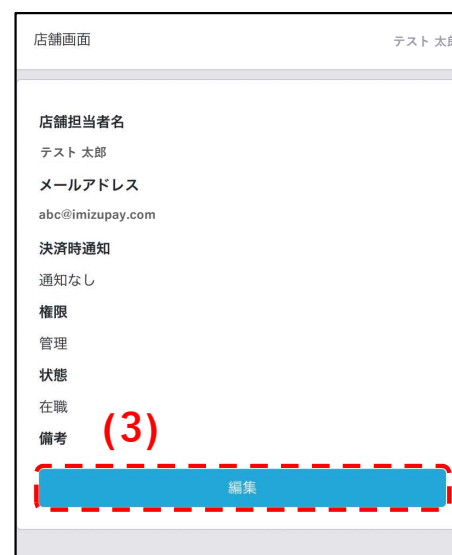 店舗画面
テスト 太郎
店舗担当者名
テスト 太郎
メールアドレス
abc@imizupay.com
決済時通知
通知なし
権限
管理
状態
在職
備考
(3)
編集